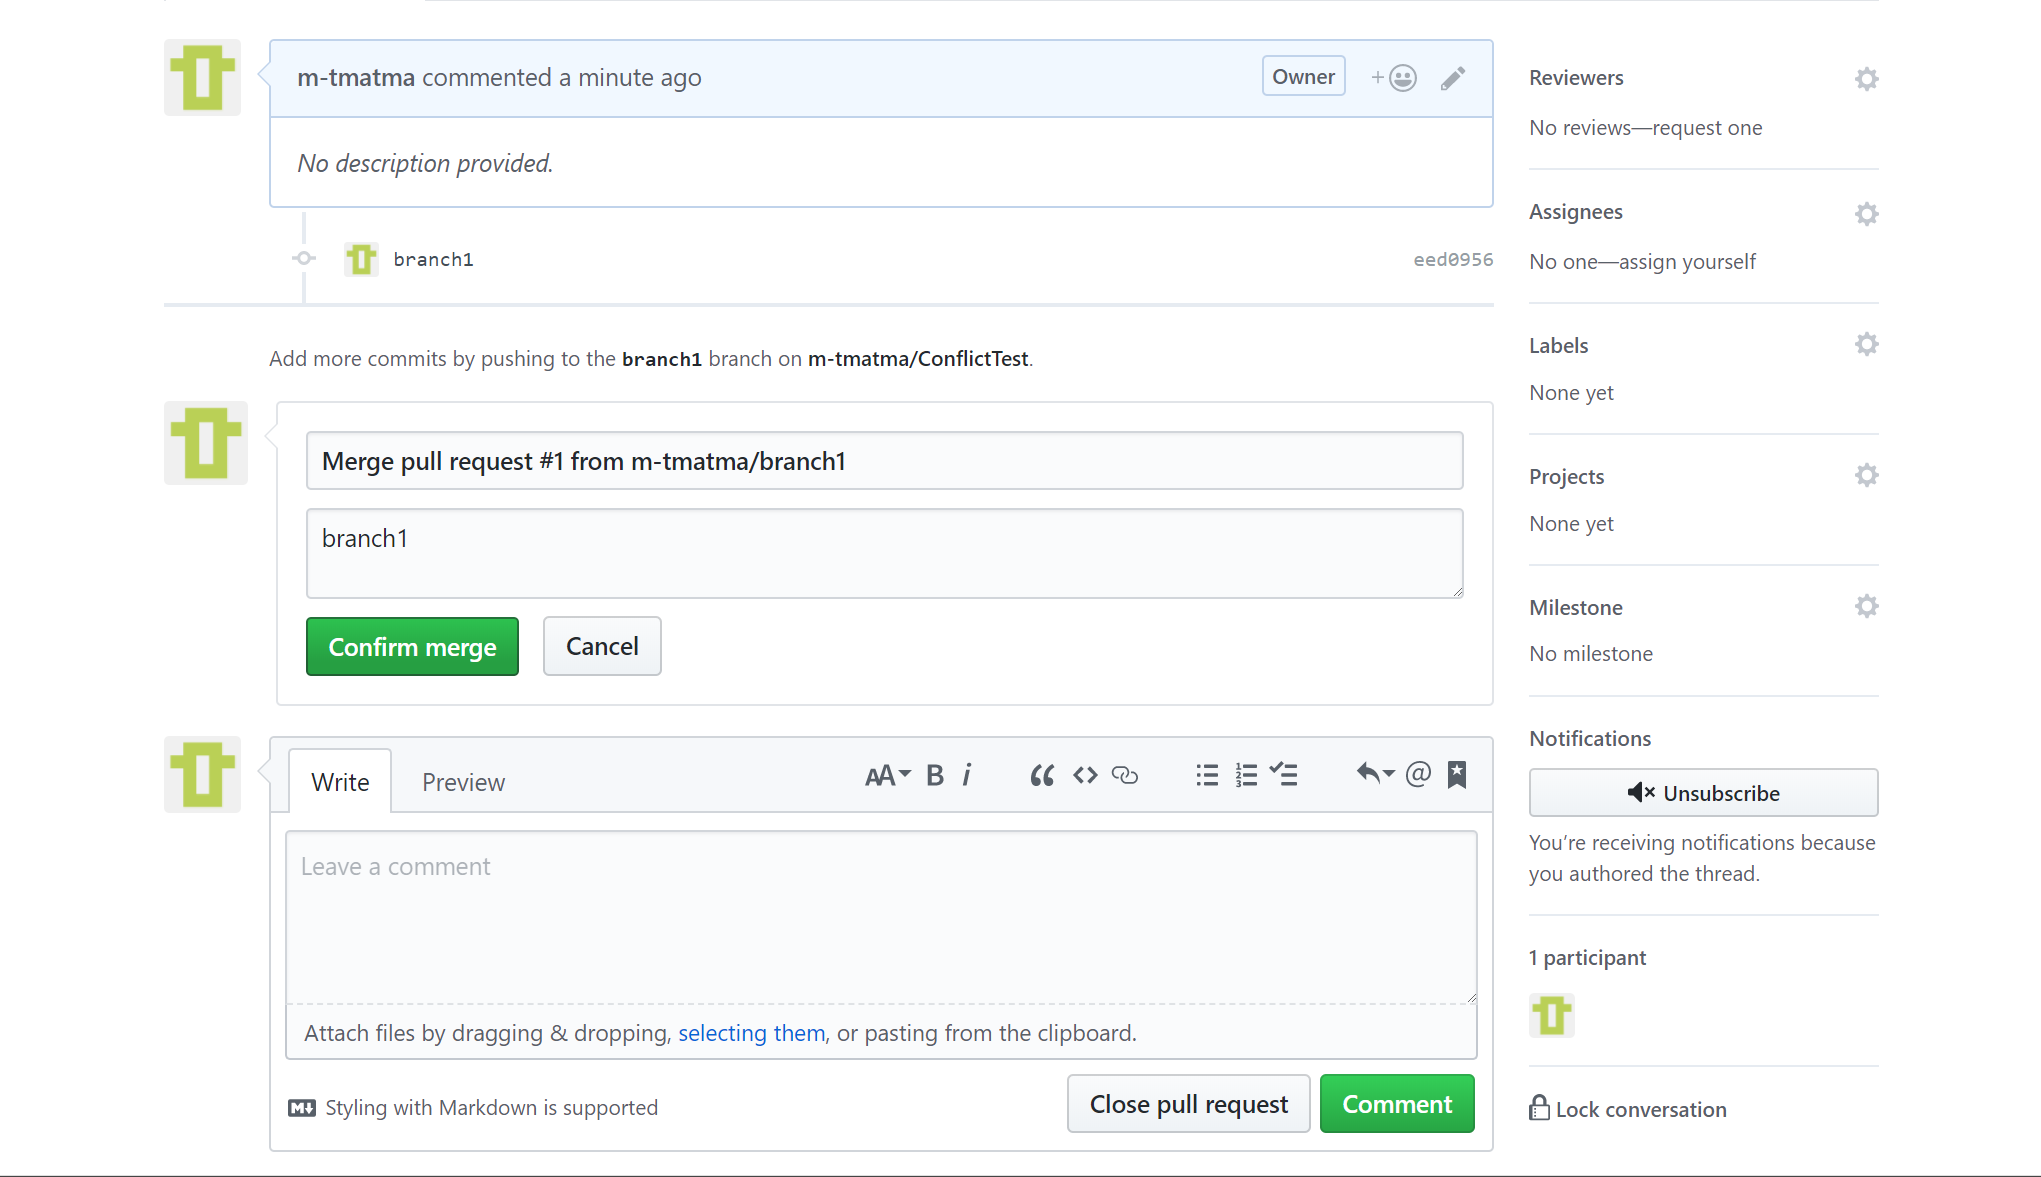 m-tmatma commented a minute ago
Owner
No description provided.
branch1
eed0956
Add more commits by pushing to the branch1 branch on m-tmatma/ConflictTest.
Merge pull request #1 from m-tmatma/branch1
branch1
Confirm merge
Cancel
Write
Preview
Leave a comment
Attach files by dragging & dropping, selecting them, or pasting from the clipboard.
Styling with Markdown is supported
Close pull request
Comment
Reviewers
No reviews—request one
Assignees
No one—assign yourself
Labels
None yet
Projects
None yet
Milestone
No milestone
Notifications
Unsubscribe
You’re receiving notifications because
you authored the thread.
1 participant
Lock conversation